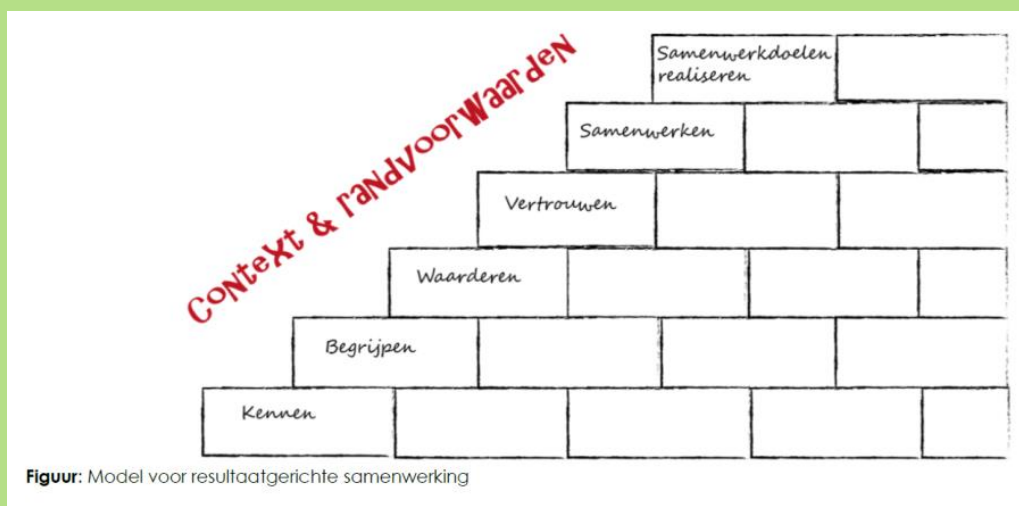 Context & randvoorwaarden
Samenwerkdoelen
realiseren
Samenwerken
Vertrouwen
Waarderen
Begrijpen
Kennen
Figuur: Model voor resultaatgerichte samenwerking